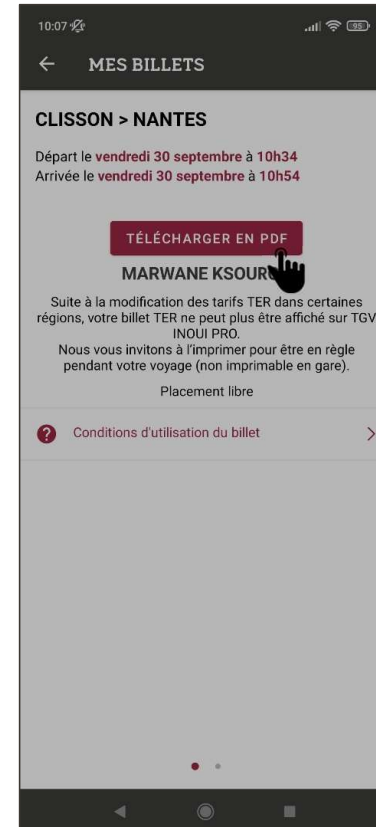 10:07
95
MES BILLETS
CLISSON > NANTES
Départ le vendredi 30 septembre à 10h34
Arrivée le vendredi 30 septembre à 10h54
TÉLÉCHARGER EN PDF
MARWANE
Suite à la modification des tarifs TER dans certaines
régions, votre billet TER ne peut plus être affiché sur TGV
INOUI PRO.
Nous vous invitons à l'imprimer pour être en règle
pendant votre voyage (non imprimable en gare).
Placement libre
? Conditions d'utilisation du billet